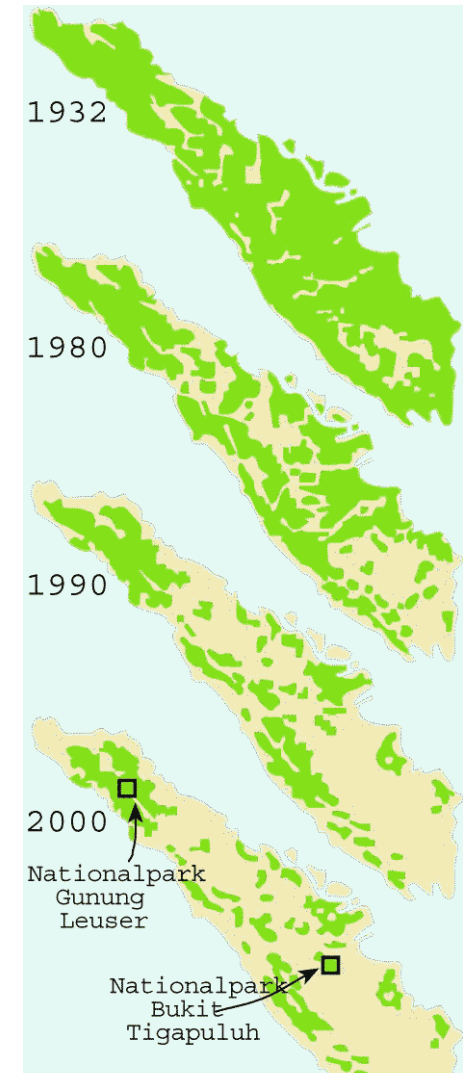 1932
1980
1990
2000
Nationalpark
Gunung
Leuser
Nationalpark
Bukit
Tigapuluh